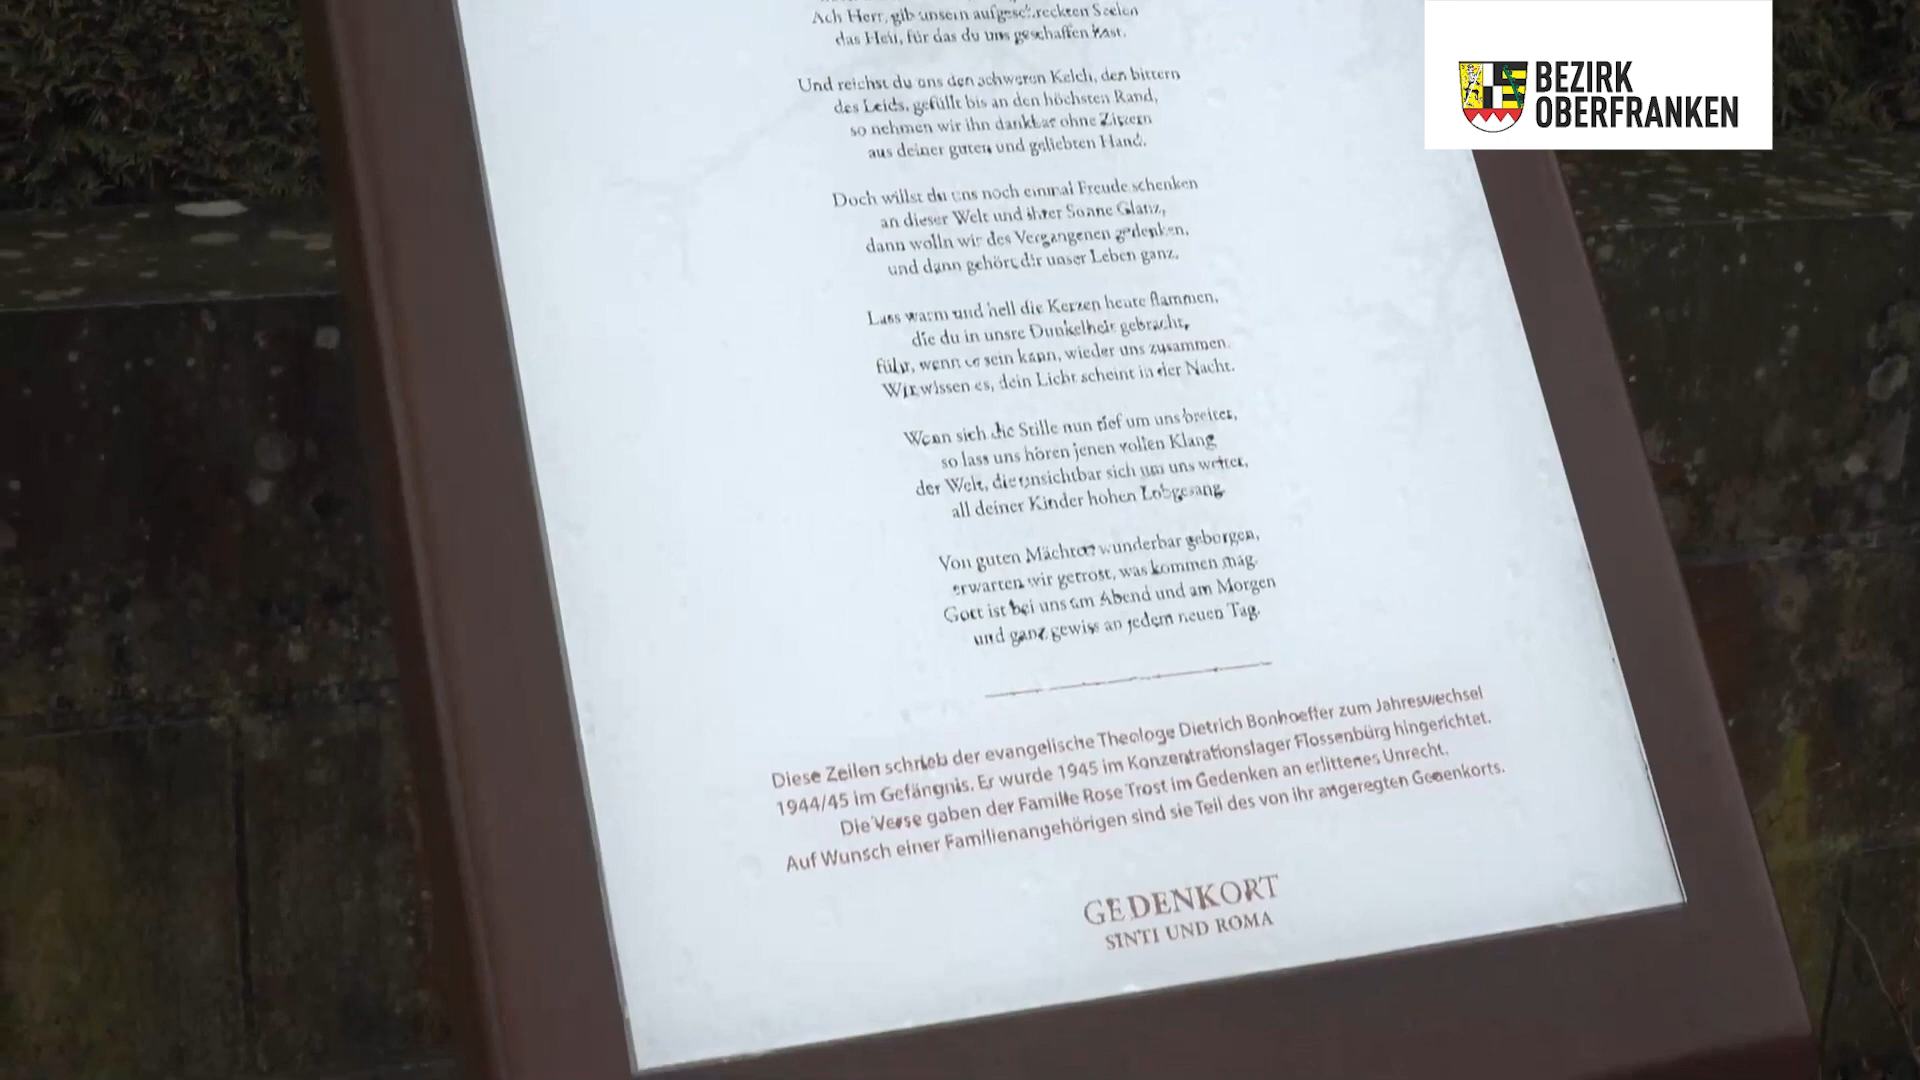 Ach Herr, gib unsern aufgeschreckten Seelen
das Heil, für das du uns geschaffen hast.
Und reichst du uns den schweren Kelch, den bittern
des Leids, gefüllt bis an den höchsten Rand,
so nehmen wir ihn dankbar ohne Zittern
aus deiner guten und geliebten Hand.
Doch willst du uns noch einmal Freude schenken
an dieser Welt und ihrer Sonne Glanz,
dann wolln wir des Vergangenen gedenken,
und dann gehört dir unser Leben ganz.
Lass warm und hell die Kerzen heute flammen,
die du in unsre Dunkelheit gebracht,
führ, wenn es sein kann, wieder uns zusammen.
Wir wissen es, dein Licht scheint in der Nacht.
Wenn sich die Stille nun tief um uns breitet,
so lass uns hören jenen vollen Klang
der Welt, die unsichtbar sich um uns weitet,
all deiner Kinder hohen Lobgesang.
Von guten Mächten wunderbar geborgen,
erwarten wir getrost, was kommen mag.
Gott ist bei uns am Abend und am Morgen
und ganz gewiss an jedem neuen Tag.
Diese Zeilen schrieb der evangelische Theologe Dietrich Bonhoeffer zum Jahreswechsel
1944/45 im Gefängnis. Er wurde 1945 im Konzentrationslager Flossenbürg hingerichtet.
Die Verse gaben der Familie Rose Trost im Gedenken an erlittenes Unrecht.
Auf Wunsch einer Familienangehörigen sind sie Teil des von ihr angeregten Gedenkorts.
GEDENKORT
SINTI UND ROMA
BEZIRK
OBERFRANKEN